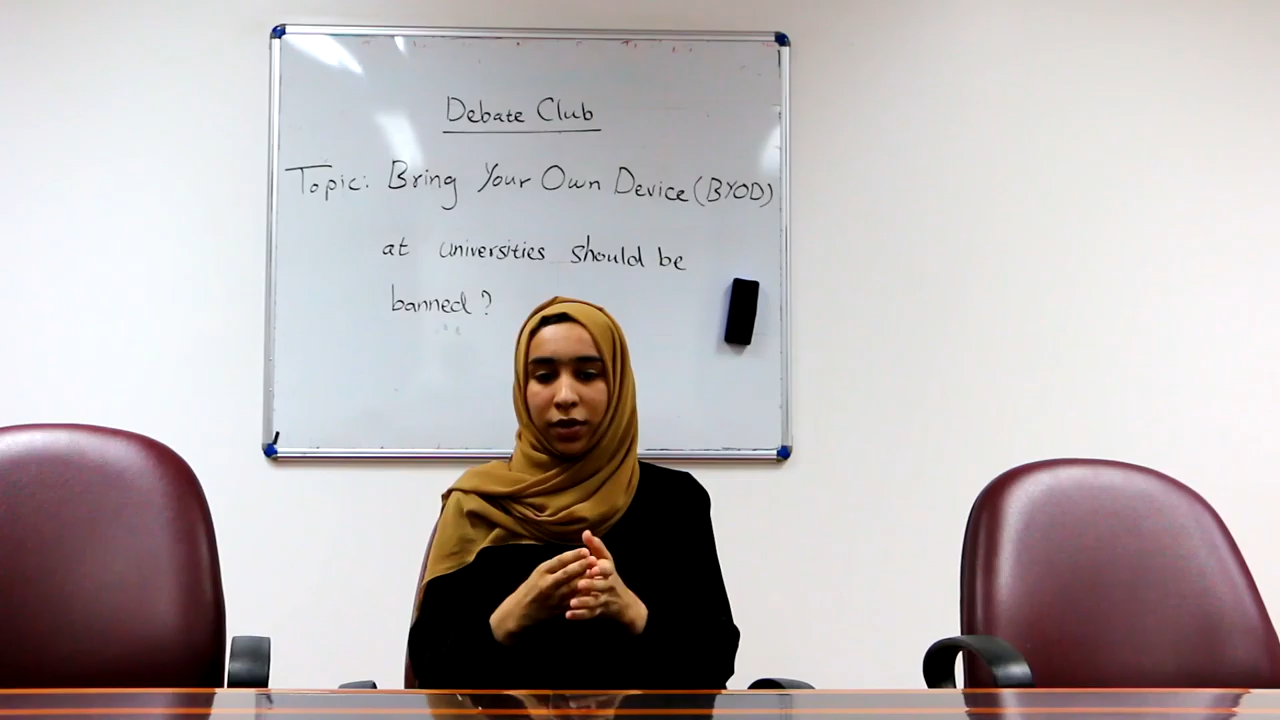 Debate Club
Topic: Bring Your Own Device (BYOD)
at universities should be
banned?